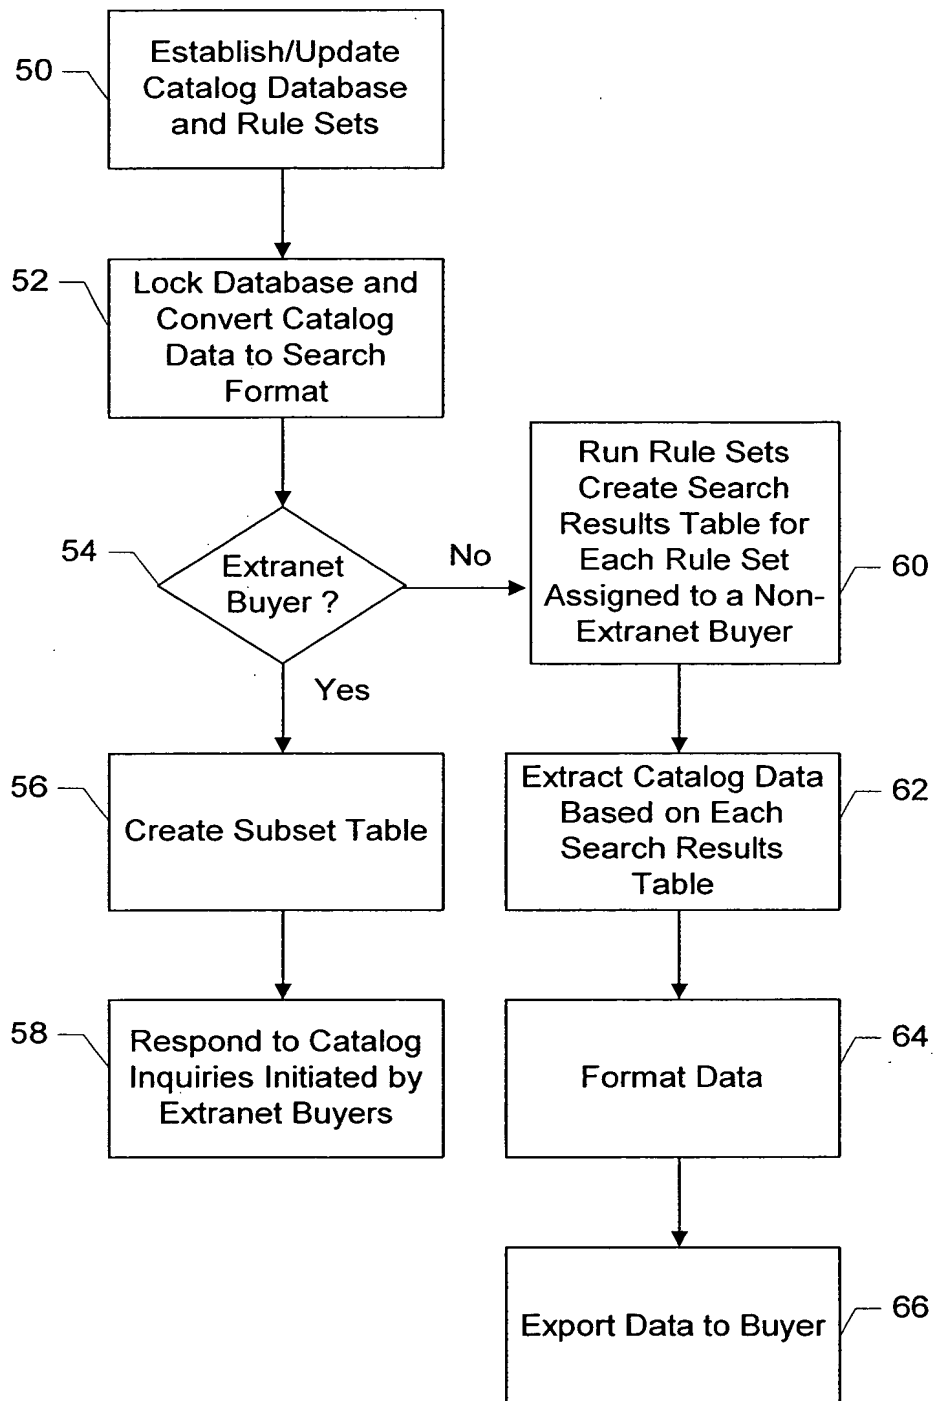 50
Establish/Update
Catalog Database
and Rule Sets
52
Lock Database and
Convert Catalog
Data to Search
Format
54
Extranet
Buyer ?
No
Yes
Run Rule Sets
Create Search
Results Table for
Each Rule Set
Assigned to a Non-
Extranet Buyer
60
56
Create Subset Table
Extract Catalog Data
Based on Each
Search Results
Table
62
58
Respond to Catalog
Inquiries Initiated by
Extranet Buyers
Format Data
64
Export Data to Buyer
66